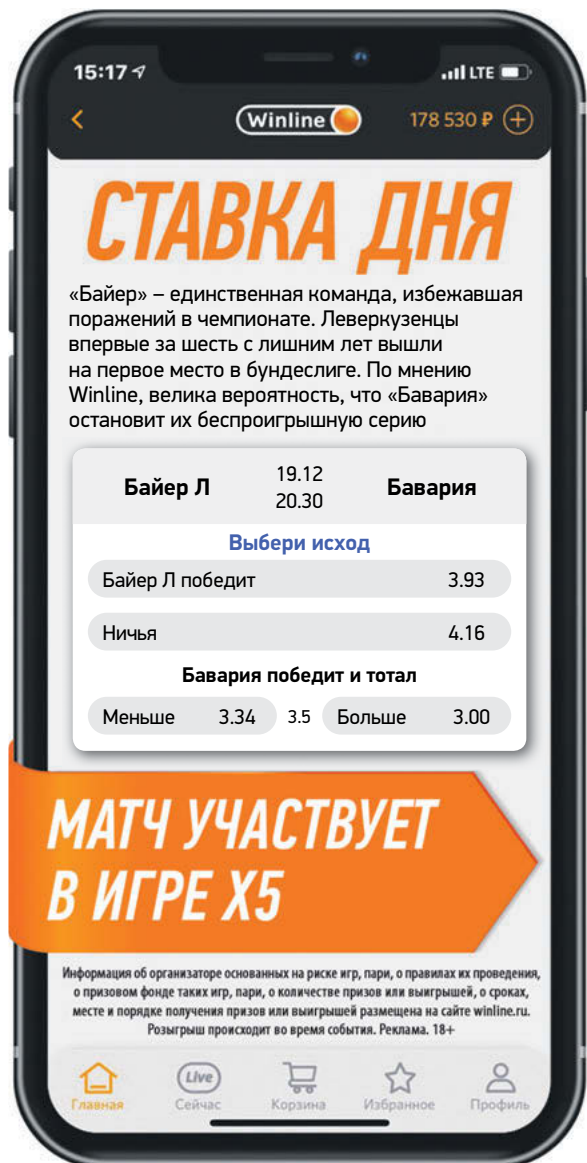 15:17 LTE
Winline 178 530 ₽
СТАВКА ДНЯ
«Байер» – единственная команда, избежавшая
поражений в чемпионате. Леверкузенцы
впервые за шесть с лишним лет вышли
на первое место в бундеслиге. По мнению
Winline, велика вероятность, что «Бавария»
остановит их беспроигрышную серию
Байер Л 19.12 20.30 Бавария
Выбери исход
Байер Л победит 3.93
Ничья 4.16
Бавария победит и тотал
Меньше 3.34 3.5 Больше 3.00
МАТЧ УЧАСТВУЕТ
В ИГРЕ Х5
Информация об организаторе основанных на риске игр, пари, о правилах их проведения,
о призовом фонде таких игр, пари, о количестве призов или выигрышей, о сроках,
месте и порядке получения призов или выигрышей размещена на сайте winline.ru.
Розыгрыш происходит во время события. Реклама. 18+
Live
Главная Сейчас Корзина Избранное Профиль